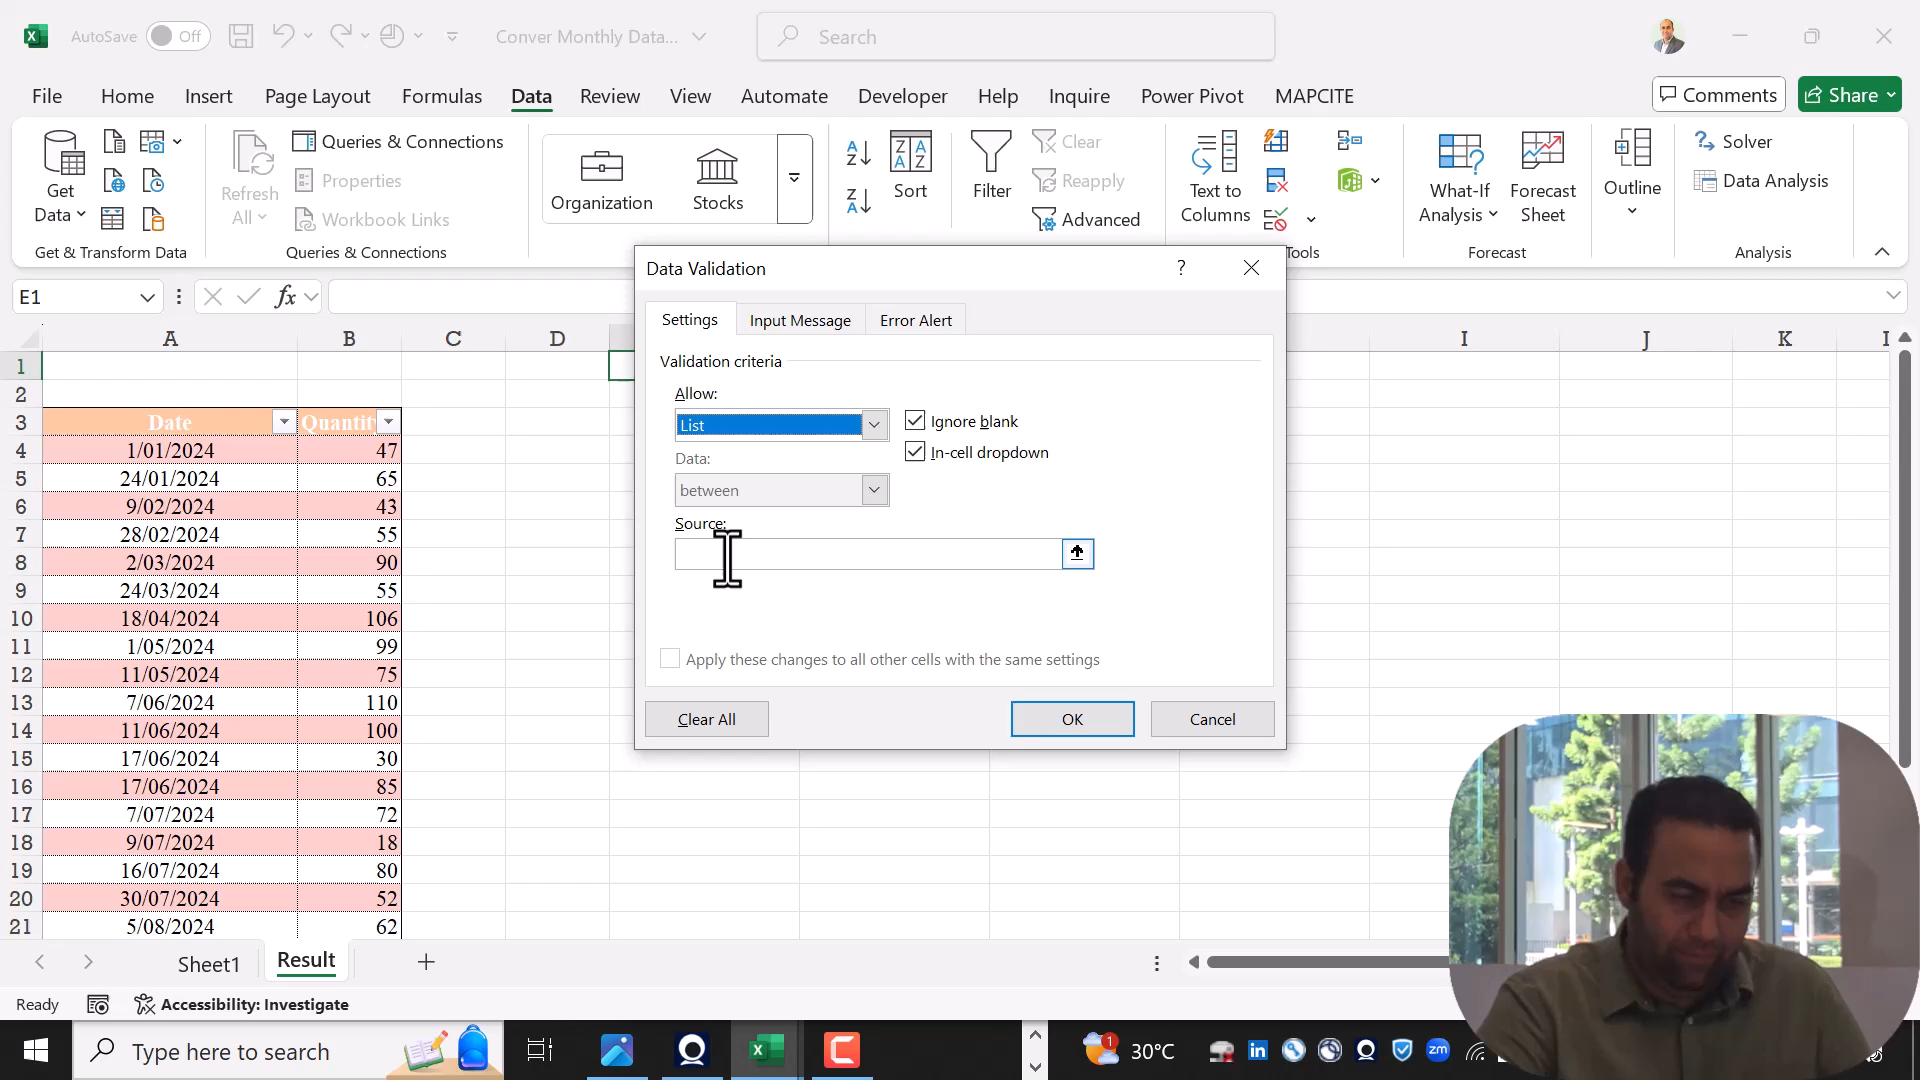 AutoSave Off Conver Monthly Data... Search
File Home Insert Page Layout Formulas Data Review View Automate Developer Help Inquire Power Pivot MAPCITE Comments Share
Get Data
Refresh All
Queries & Connections
Properties
Workbook Links
Organization
Stocks
Sort
Filter
Clear
Reapply
Advanced
Text to Columns
What-If Analysis
Forecast Sheet
Outline
Solver
Data Analysis
Get & Transform Data Queries & Connections Tools Forecast Analysis
E1 fx
Data Validation ?
Settings Input Message Error Alert
Validation criteria
Allow:
List
Ignore blank
In-cell dropdown
Data:
between
Source:
Apply these changes to all other cells with the same settings
Clear All OK Cancel
A B C D I J K
1
2
3 Date Quantit
4 1/01/2024 47
5 24/01/2024 65
6 9/02/2024 43
7 28/02/2024 55
8 2/03/2024 90
9 24/03/2024 55
10 18/04/2024 106
11 1/05/2024 99
12 11/05/2024 75
13 7/06/2024 110
14 11/06/2024 100
15 17/06/2024 30
16 17/06/2024 85
17 7/07/2024 72
18 9/07/2024 18
19 16/07/2024 80
20 30/07/2024 52
21 5/08/2024 62
Sheet1 Result
Ready Accessibility: Investigate
Type here to search 1 30°C in zm